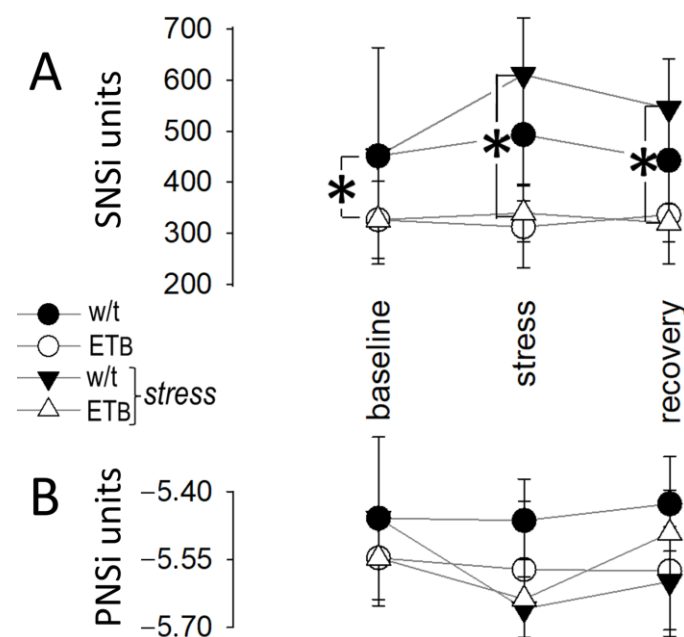 A
SNSi units
700
600
500
400
300
200
*
*
*
w/t
ETB
w/t
ETB
stress
baseline
stress
recovery
B
PNSi units
−5.40
−5.55
−5.70